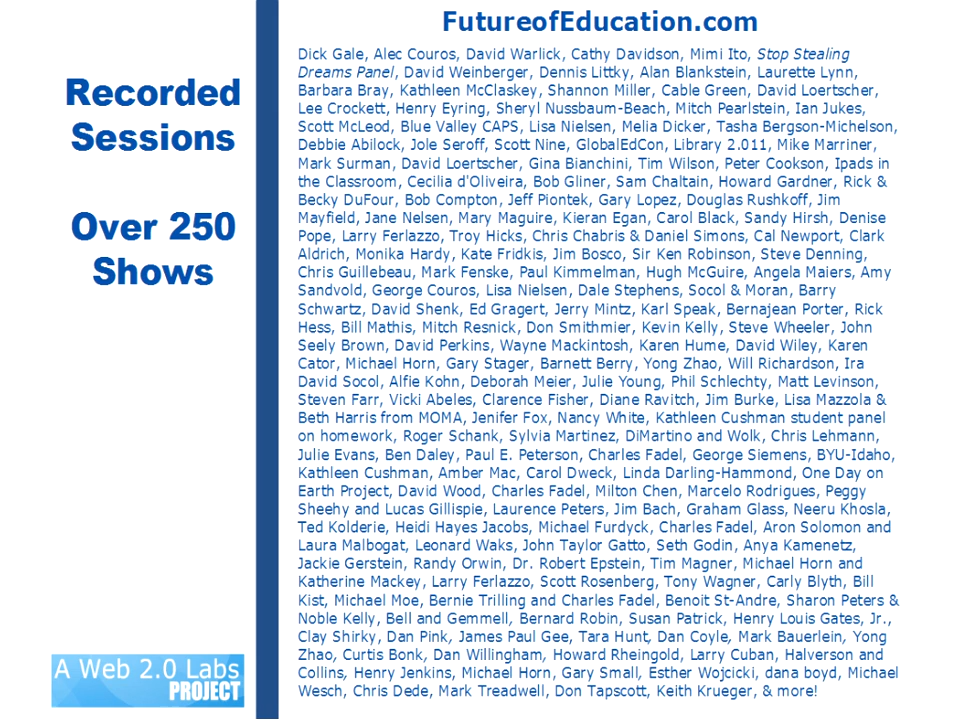 Recorded
Sessions
Over 250
Shows
A Web 2.0 Labs
PROJECT
FutureofEducation.com
Dick Gale, Alec Couros, David Warlick, Cathy Davidson, Mimi Ito, Stop Stealing
Dreams Panel, David Weinberger, Dennis Littky, Alan Blankstein, Laurette Lynn,
Barbara Bray, Kathleen McClaskey, Shannon Miller, Cable Green, David Loertscher,
Lee Crockett, Henry Eyring, Sheryl Nussbaum-Beach, Mitch Pearlstein, Ian Jukes,
Scott McLeod, Blue Valley CAPS, Lisa Nielsen, Melia Dicker, Tasha Bergson-Michelson,
Debbie Abilock, Jole Seroff, Scott Nine, GlobalEdCon, Library 2.011, Mike Marriner,
Mark Surman, David Loertscher, Gina Bianchini, Tim Wilson, Peter Cookson, Ipads in
the Classroom, Cecilia d'Oliveira, Bob Gliner, Sam Chaltain, Howard Gardner, Rick &
Becky DuFour, Bob Compton, Jeff Piontek, Gary Lopez, Douglas Rushkoff, Jim
Mayfield, Jane Nelsen, Mary Maguire, Kieran Egan, Carol Black, Sandy Hirsh, Denise
Pope, Larry Ferlazzo, Troy Hicks, Chris Chabris & Daniel Simons, Cal Newport, Clark
Aldrich, Monika Hardy, Kate Fridkis, Jim Bosco, Sir Ken Robinson, Steve Denning,
Chris Guillebeau, Mark Fenske, Paul Kimmelman, Hugh McGuire, Angela Maiers, Amy
Sandvold, George Couros, Lisa Nielsen, Dale Stephens, Socol & Moran, Barry
Schwartz, David Shenk, Ed Gragert, Jerry Mintz, Karl Speak, Bernajean Porter, Rick
Hess, Bill Mathis, Mitch Resnick, Don Smithmier, Kevin Kelly, Steve Wheeler, John
Seely Brown, David Perkins, Wayne Mackintosh, Karen Hume, David Wiley, Karen
Cator, Michael Horn, Gary Stager, Barnett Berry, Yong Zhao, Will Richardson, Ira
David Socol, Alfie Kohn, Deborah Meier, Julie Young, Phil Schlechty, Matt Levinson,
Steven Farr, Vicki Abeles, Clarence Fisher, Diane Ravitch, Jim Burke, Lisa Mazzola &
Beth Harris from MOMA, Jenifer Fox, Nancy White, Kathleen Cushman student panel
on homework, Roger Schank, Sylvia Martinez, DiMartino and Wolk, Chris Lehmann,
Julie Evans, Ben Daley, Paul E. Peterson, Charles Fadel, George Siemens, BYU-Idaho,
Kathleen Cushman, Amber Mac, Carol Dweck, Linda Darling-Hammond, One Day on
Earth Project, David Wood, Charles Fadel, Milton Chen, Marcelo Rodrigues, Peggy
Sheehy and Lucas Gillispie, Laurence Peters, Jim Bach, Graham Glass, Neeru Khosla,
Ted Kolderie, Heidi Hayes Jacobs, Michael Furdyck, Charles Fadel, Aron Solomon and
Laura Malbogat, Leonard Waks, John Taylor Gatto, Seth Godin, Anya Kamenetz,
Jackie Gerstein, Randy Orwin, Dr. Robert Epstein, Tim Magner, Michael Horn and
Katherine Mackey, Larry Ferlazzo, Scott Rosenberg, Tony Wagner, Carly Blyth, Bill
Kist, Michael Moe, Bernie Trilling and Charles Fadel, Benoit St-Andre, Sharon Peters &
Noble Kelly, Bell and Gemmell, Bernard Robin, Susan Patrick, Henry Louis Gates, Jr.,
Clay Shirky, Dan Pink, James Paul Gee, Tara Hunt, Dan Coyle, Mark Bauerlein, Yong
Zhao, Curtis Bonk, Dan Willingham, Howard Rheingold, Larry Cuban, Halverson and
Collins, Henry Jenkins, Michael Horn, Gary Small, Esther Wojcicki, dana boyd, Michael
Wesch, Chris Dede, Mark Treadwell, Don Tapscott, Keith Krueger, & more!